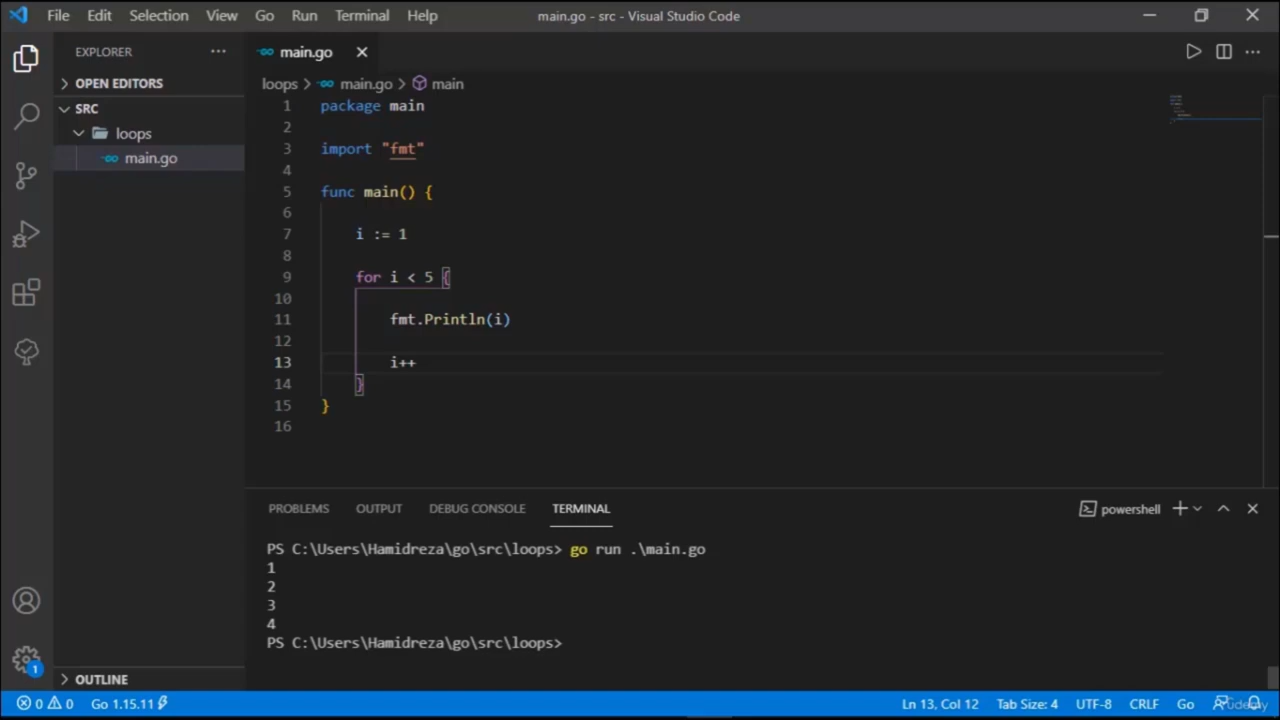 File Edit Selection View Go Run Terminal Help main.go - src - Visual Studio Code
EXPLORER
OPEN EDITORS
SRC
loops
main.go
OUTLINE
main.go
loops > main.go > main
1 package main
2
3 import "fmt"
4
5 func main() {
6
7 i := 1
8
9 for i < 5 {
10
11 fmt.Println(i)
12
13 i++
14 }
15 }
16
PROBLEMS OUTPUT DEBUG CONSOLE TERMINAL powershell
PS C:\Users\Hamidreza\go\src\loops> go run .\main.go
1
2
3
4
PS C:\Users\Hamidreza\go\src\loops>
1
0 0 Go 1.15.11 Ln 13, Col 12 Tab Size: 4 UTF-8 CRLF Go
Udemy